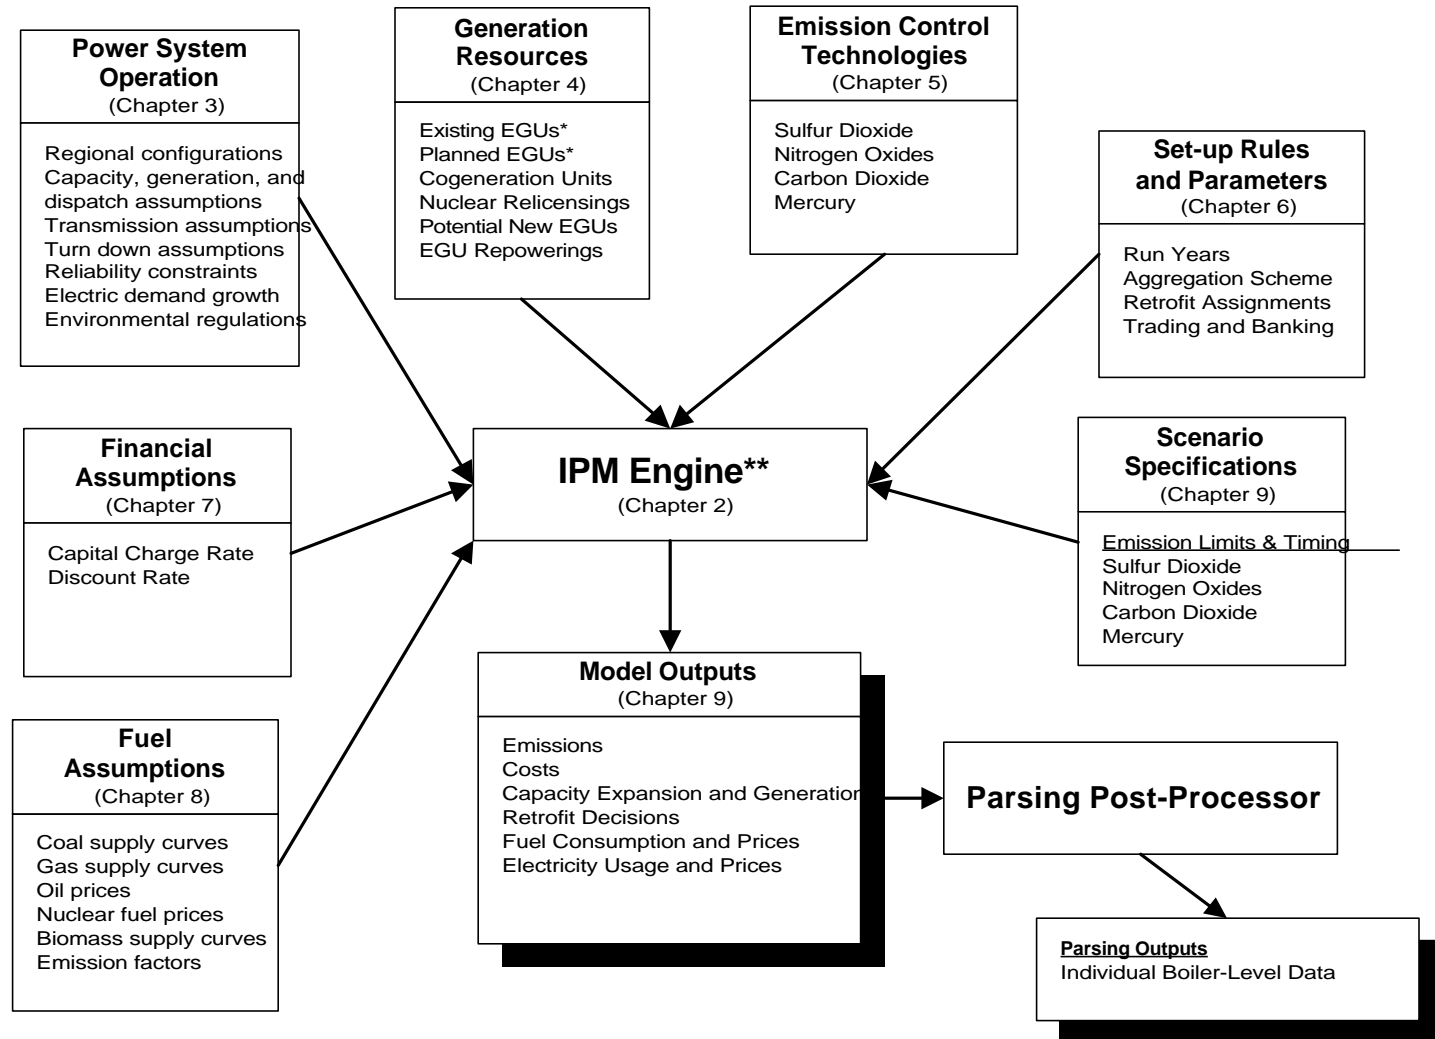 Power System
Operation
(Chapter 3)
Regional configurations
Capacity, generation, and
dispatch assumptions
Transmission assumptions
Turn down assumptions
Reliability constraints
Electric demand growth
Environmental regulations
Generation
Resources
(Chapter 4)
Existing EGUs*
Planned EGUs*
Cogeneration Units
Nuclear Relicensings
Potential New EGUs
EGU Repowerings
Emission Control
Technologies
(Chapter 5)
Sulfur Dioxide
Nitrogen Oxides
Carbon Dioxide
Mercury
Set-up Rules
and Parameters
(Chapter 6)
Run Years
Aggregation Scheme
Retrofit Assignments
Trading and Banking
Financial
Assumptions
(Chapter 7)
Capital Charge Rate
Discount Rate
IPM Engine**
(Chapter 2)
Scenario
Specifications
(Chapter 9)
Emission Limits & Timing
Sulfur Dioxide
Nitrogen Oxides
Carbon Dioxide
Mercury
Fuel
Assumptions
(Chapter 8)
Coal supply curves
Gas supply curves
Oil prices
Nuclear fuel prices
Biomass supply curves
Emission factors
Model Outputs
(Chapter 9)
Emissions
Costs
Capacity Expansion and Generation
Retrofit Decisions
Fuel Consumption and Prices
Electricity Usage and Prices
Parsing Post-Processor
Parsing Outputs
Individual Boiler-Level Data